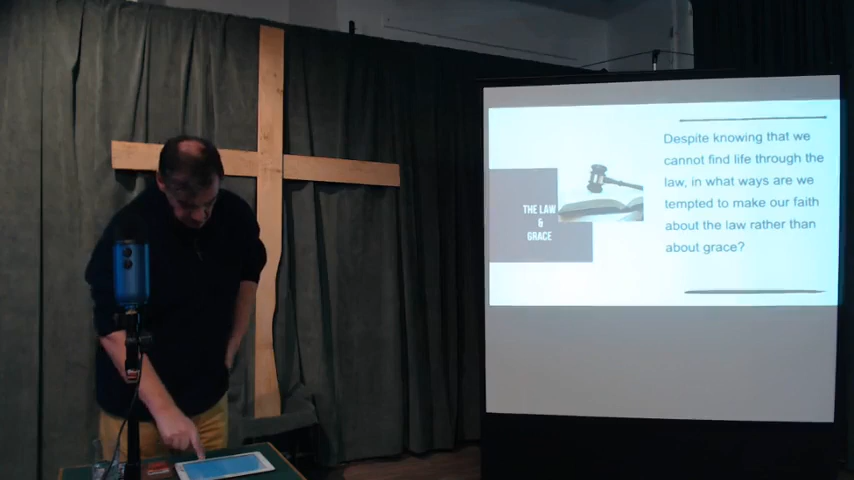 THE LAW
&
GRACE
Despite knowing that we
cannot find life through the
law, in what ways are we
tempted to make our faith
about the law rather than
about grace?